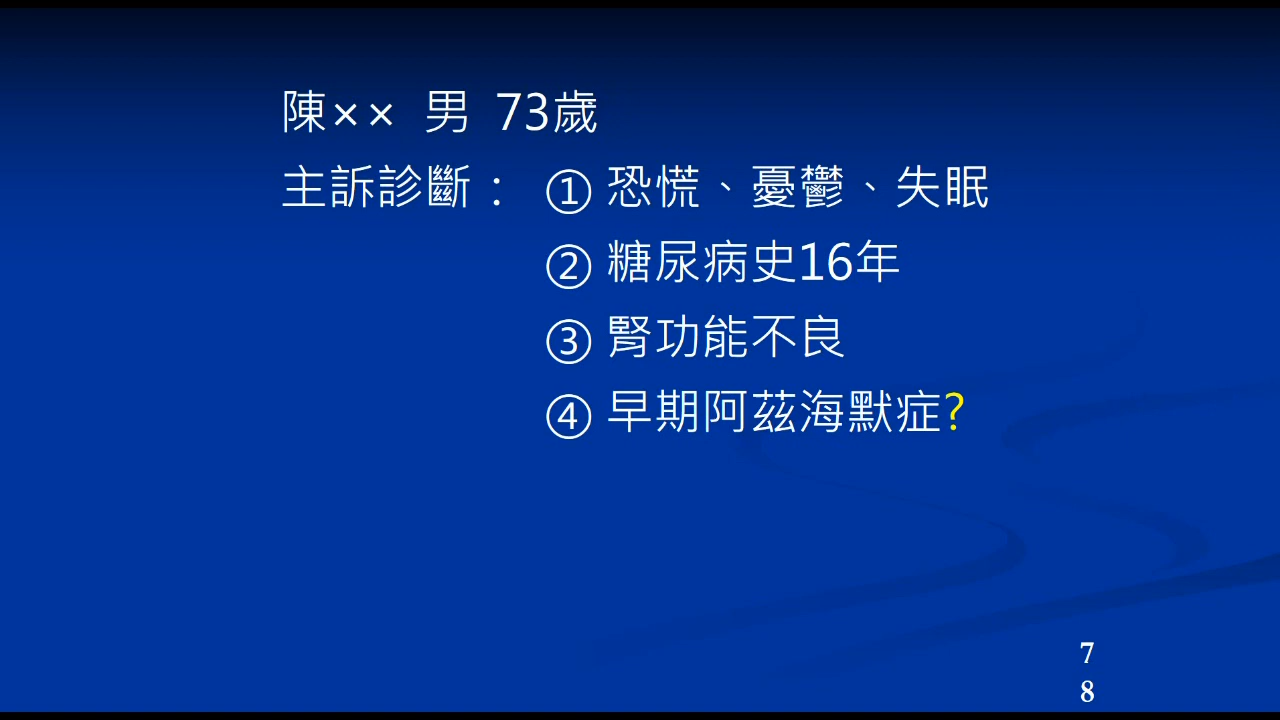 陳×× 男 73歲
主訴診斷： ① 恐慌、憂鬱、失眠
② 糖尿病史16年
③ 腎功能不良
④ 早期阿茲海默症?
7
8